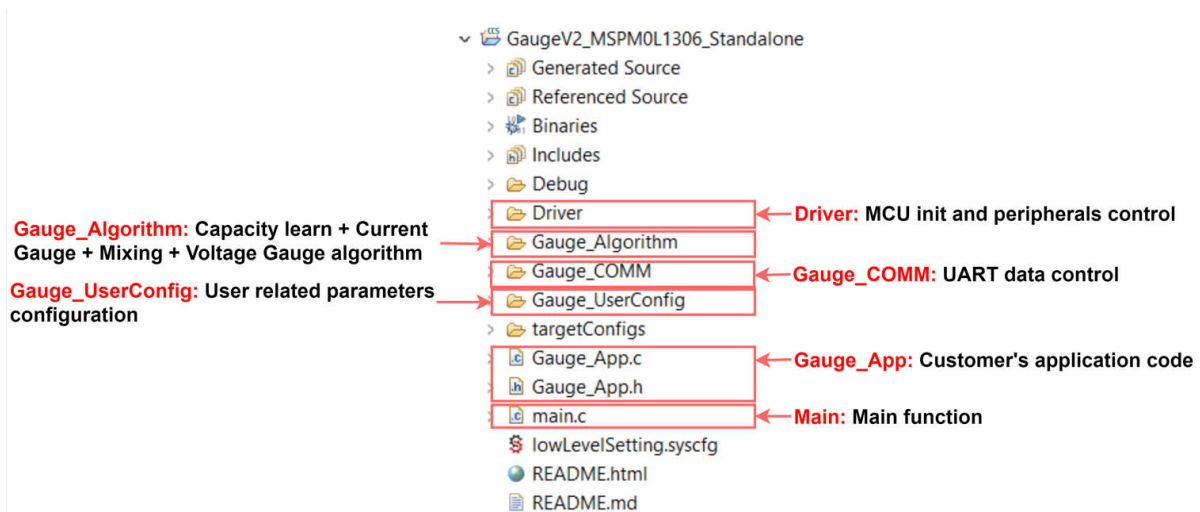 GaugeV2_MSPM0L1306_Standalone
Generated Source
Referenced Source
Binaries
Includes
Debug
Driver
Driver: MCU init and peripherals control
Gauge_Algorithm: Capacity learn + Current
Gauge + Mixing + Voltage Gauge algorithm
Gauge_Algorithm
Gauge_COMM
Gauge_COMM: UART data control
Gauge_UserConfig: User related parameters
configuration
Gauge_UserConfig
targetConfigs
Gauge_App.c
Gauge_App: Customer's application code
Gauge_App.h
main.c
Main: Main function
lowLevelSetting.syscfg
README.html
README.md